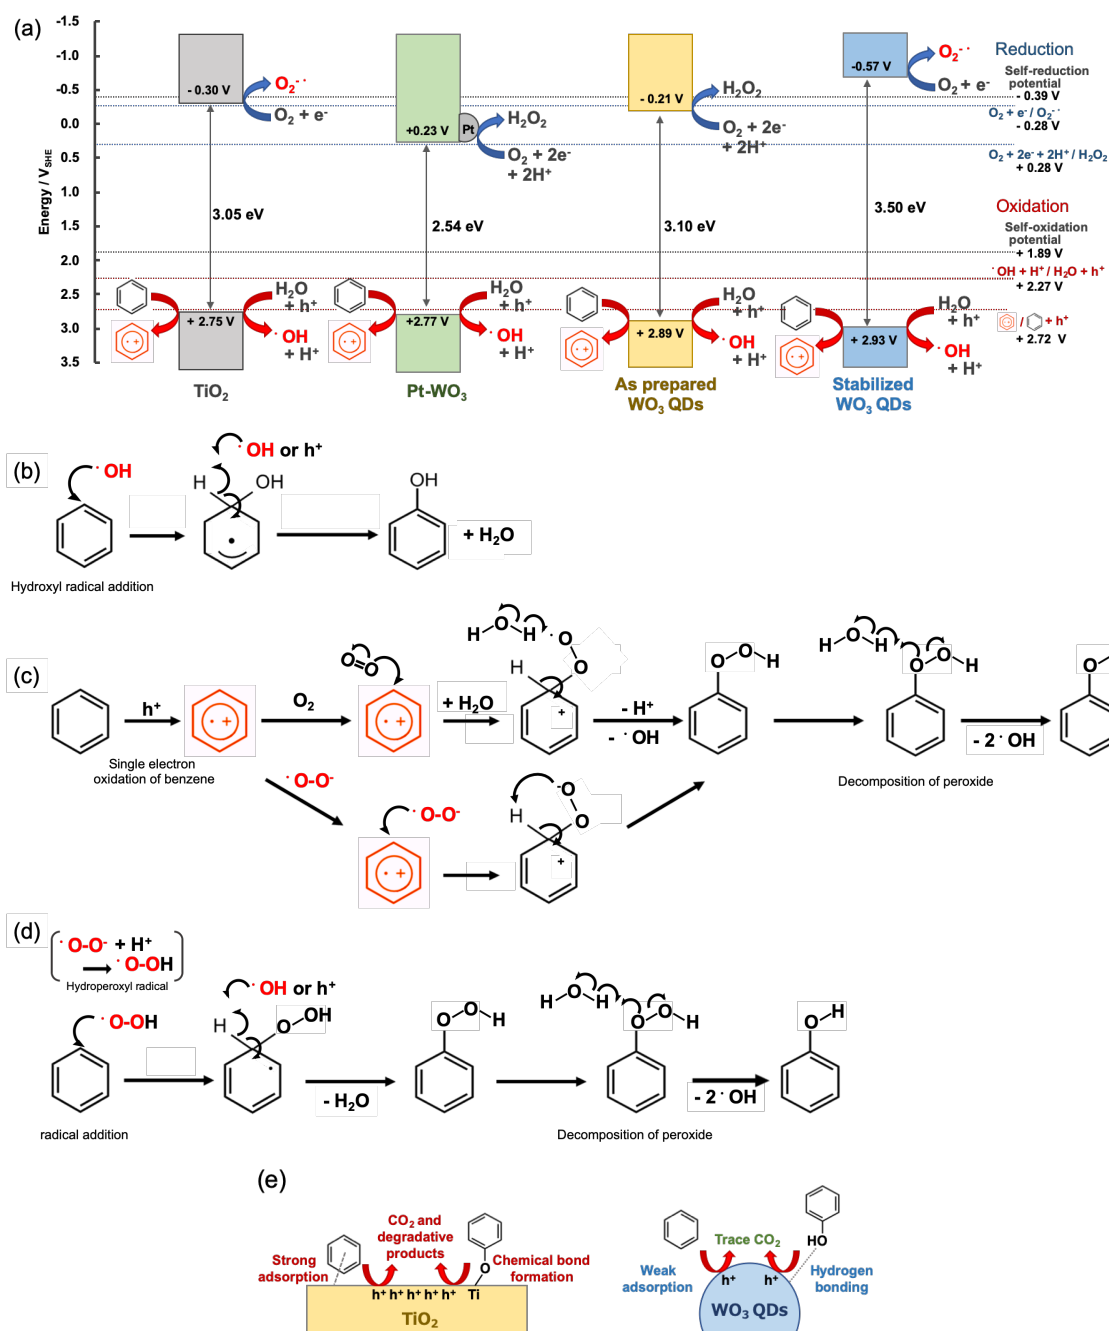 (a)
Energy / V_SHE
-1.5
-1.0
-0.5
0.0
0.5
1.0
1.5
2.0
2.5
3.0
3.5
- 0.30 V
O₂⁻˙
O₂ + e⁻
3.05 eV
H₂O
+ h⁺
+ 2.75 V
˙OH
+ H⁺
TiO₂
+0.23 V
Pt
H₂O₂
O₂ + 2e⁻
+ 2H⁺
2.54 eV
H₂O
+ h⁺
+2.77 V
˙OH
+ H⁺
Pt-WO₃
- 0.21 V
H₂O₂
O₂ + 2e⁻
+ 2H⁺
3.10 eV
H₂O
+ h⁺
+ 2.89 V
˙OH
+ H⁺
As prepared
WO₃ QDs
-0.57 V
O₂⁻˙
O₂ + e⁻
3.50 eV
H₂O
+ h⁺
+ 2.93 V
˙OH
+ H⁺
Stabilized
WO₃ QDs
Reduction
Self-reduction
potential
- 0.39 V
O₂ + e⁻/ O₂⁻˙
- 0.28 V
O₂ + 2e⁻ + 2H⁺ / H₂O₂
+ 0.28 V
Oxidation
Self-oxidation
potential
+ 1.89 V
˙OH + H⁺/ H₂O + h⁺
+ 2.27 V
/ + h⁺
+ 2.72 V
(b)
˙OH
˙OH or h⁺
H
OH
OH
+ H₂O
Hydroxyl radical addition
(c)
h⁺
Single electron
oxidation of benzene
O₂
O=O
+ H₂O
H O H
O
O
H
+
- H⁺
- ˙OH
O O H
H O H
O O H
Decomposition of peroxide
- 2˙OH
O
˙O-O⁻
˙O-O⁻
⁻O
O
H
+
(d)
˙O-O⁻ + H⁺
˙O-OH
Hydroperoxyl radical
˙O-OH
radical addition
˙OH or h⁺
H
O OH
- H₂O
O O H
H O H
O O H
Decomposition of peroxide
- 2˙OH
O H
(e)
CO₂ and
degradative
products
Strong
adsorption
O
Chemical bond
formation
h⁺ h⁺ h⁺ h⁺ h⁺ Ti
TiO₂
Trace CO₂
HO
Weak
adsorption
h⁺ h⁺
Hydrogen
bonding
WO₃ QDs